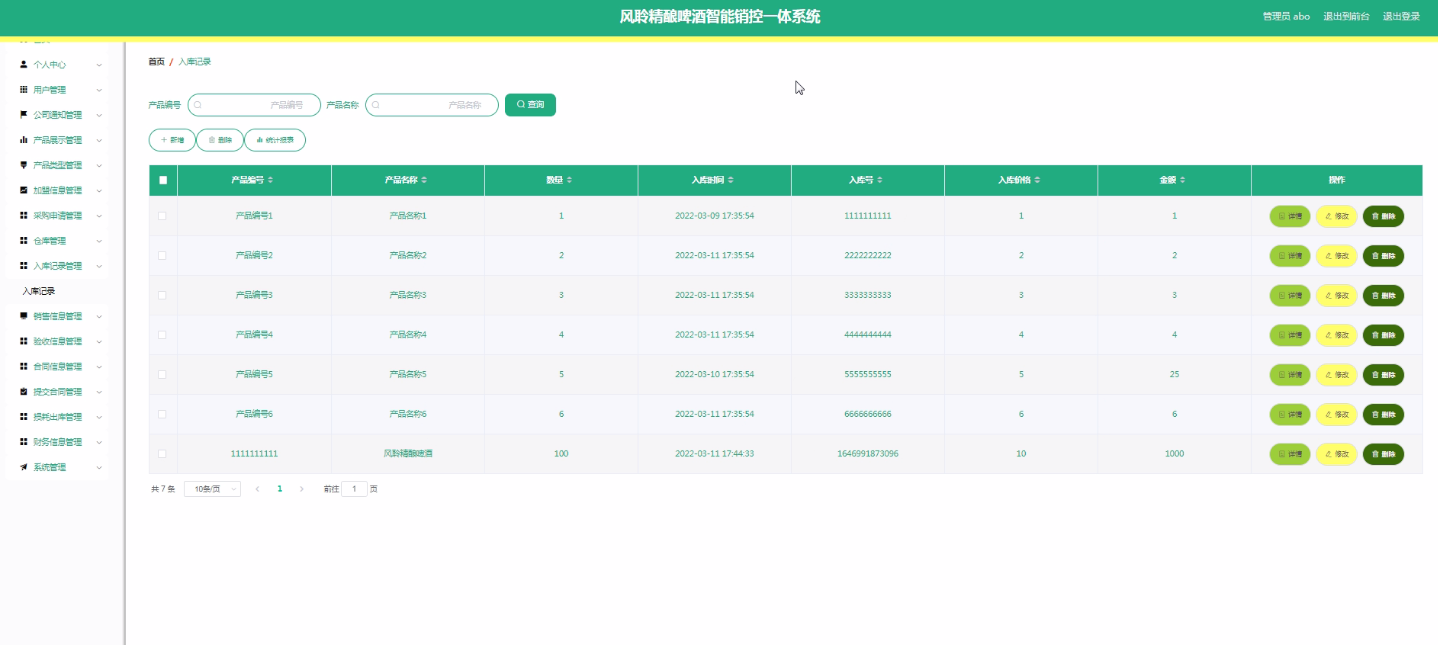 风聆精酿啤酒智能销控一体系统
管理员 abo 退出到前台 退出登录
个人中心
用户管理
公司通知管理
产品展示管理
产品类型管理
加盟信息管理
采购申请管理
仓库管理
入库记录管理
入库记录
销售信息管理
验收信息管理
合同信息管理
提交合同管理
损耗出库管理
财务信息管理
系统管理
首页 / 入库记录
产品编号 产品编号 产品名称 产品名称 查询
新增 删除 统计报表
产品编号 产品名称 数量 入库时间 入库号 入库价格 金额 操作
产品编号1 产品名称1 1 2022-03-09 17:35:54 1111111111 1 1 详情 修改 删除
产品编号2 产品名称2 2 2022-03-11 17:35:54 2222222222 2 2 详情 修改 删除
产品编号3 产品名称3 3 2022-03-11 17:35:54 3333333333 3 3 详情 修改 删除
产品编号4 产品名称4 4 2022-03-11 17:35:54 4444444444 4 4 详情 修改 删除
产品编号5 产品名称5 5 2022-03-10 17:35:54 5555555555 5 25 详情 修改 删除
产品编号6 产品名称6 6 2022-03-11 17:35:54 6666666666 6 6 详情 修改 删除
1111111111 风聆精酿啤酒 100 2022-03-11 17:44:33 1646991873096 10 1000 详情 修改 删除
共 7 条 10条/页 1 前往 1 页